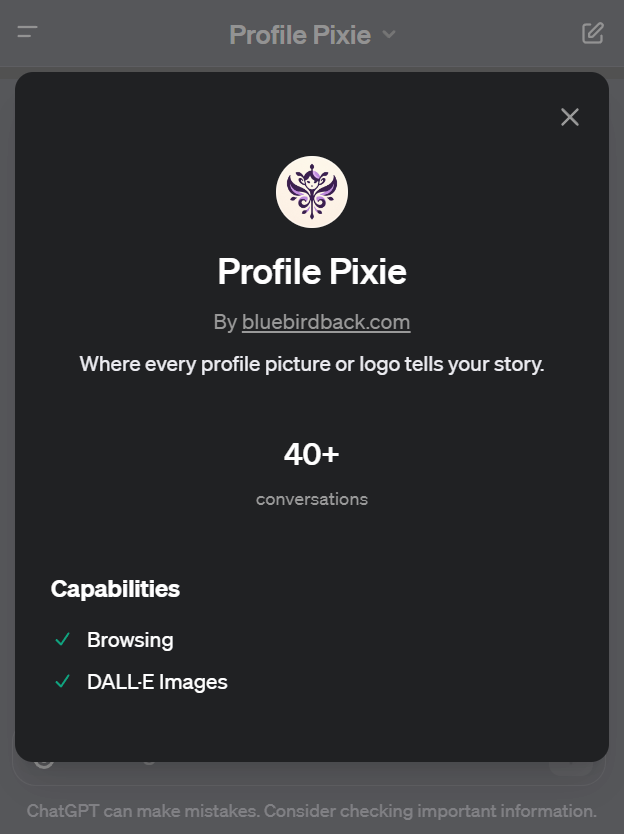 Profile Pixie
Profile Pixie
By bluebirdback.com
Where every profile picture or logo tells your story.
40+
conversations
Capabilities
Browsing
DALL·E Images
ChatGPT can make mistakes. Consider checking important information.